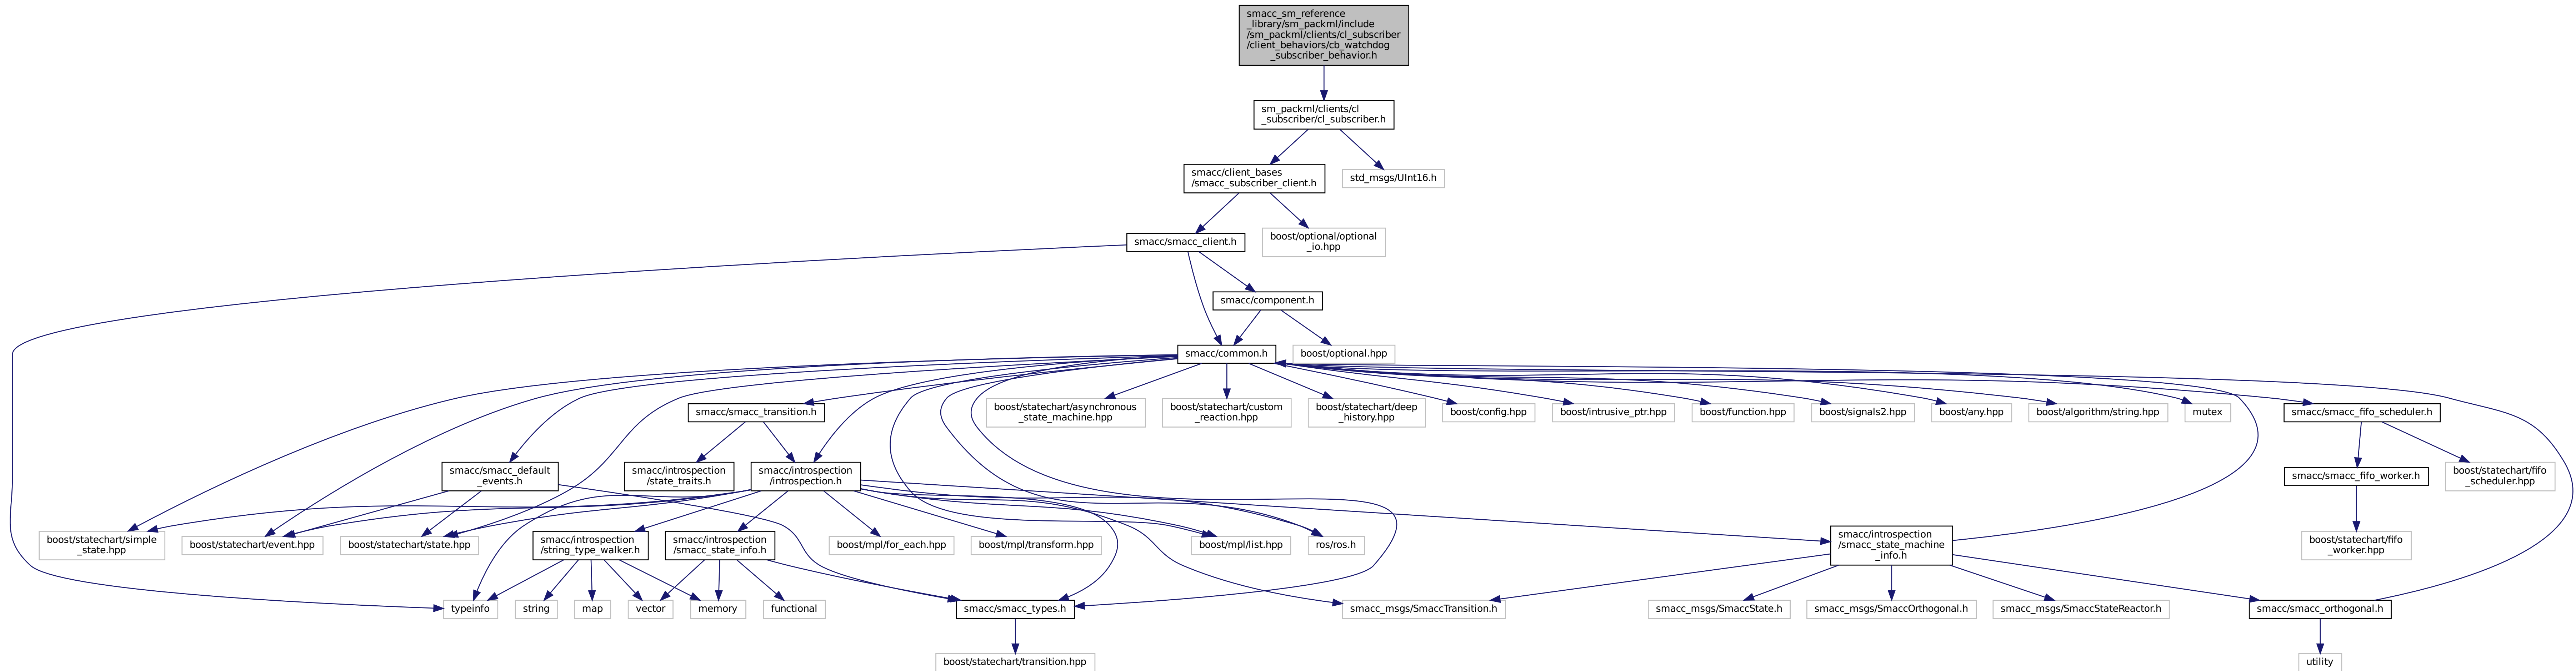 smacc_sm_reference
_library/sm_packml/include
/sm_packml/clients/cl_subscriber
/client_behaviors/cb_watchdog
_subscriber_behavior.h
sm_packml/clients/cl
_subscriber/cl_subscriber.h
smacc/client_bases
/smacc_subscriber_client.h
std_msgs/UInt16.h
smacc/smacc_client.h
boost/optional/optional
_io.hpp
smacc/component.h
smacc/common.h
boost/optional.hpp
smacc/smacc_transition.h
boost/statechart/asynchronous
_state_machine.hpp
boost/statechart/custom
_reaction.hpp
boost/statechart/deep
_history.hpp
boost/config.hpp
boost/intrusive_ptr.hpp
boost/function.hpp
boost/signals2.hpp
boost/any.hpp
boost/algorithm/string.hpp
mutex
smacc/smacc_fifo_scheduler.h
smacc/smacc_default
_events.h
smacc/introspection
/state_traits.h
smacc/introspection
/introspection.h
smacc/smacc_fifo_worker.h
boost/statechart/fifo
_scheduler.hpp
boost/statechart/simple
_state.hpp
boost/statechart/event.hpp
boost/statechart/state.hpp
smacc/introspection
/string_type_walker.h
smacc/introspection
/smacc_state_info.h
boost/mpl/for_each.hpp
boost/mpl/transform.hpp
boost/mpl/list.hpp
ros/ros.h
smacc/introspection
/smacc_state_machine
_info.h
boost/statechart/fifo
_worker.hpp
typeinfo
string
map
vector
memory
functional
smacc/smacc_types.h
smacc_msgs/SmaccTransition.h
smacc_msgs/SmaccState.h
smacc_msgs/SmaccOrthogonal.h
smacc_msgs/SmaccStateReactor.h
smacc/smacc_orthogonal.h
boost/statechart/transition.hpp
utility